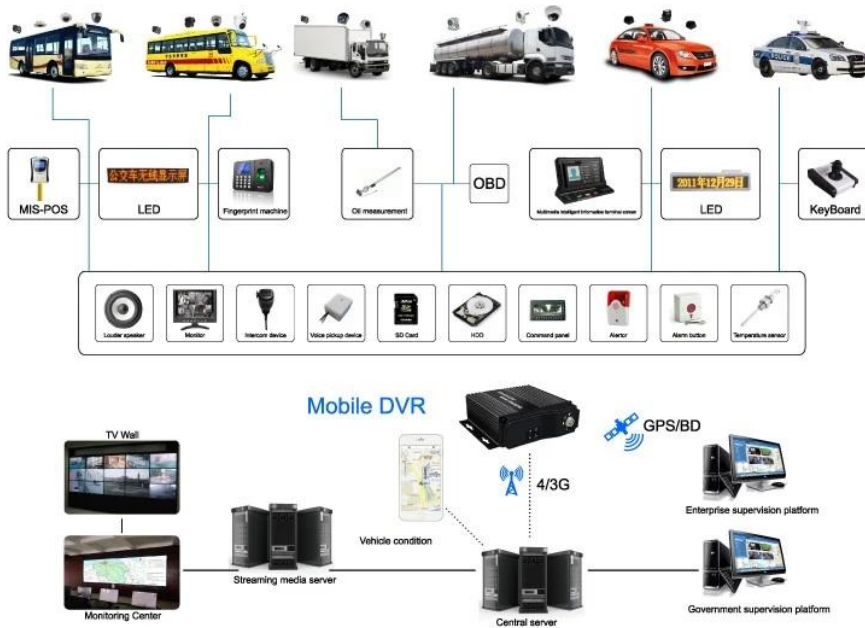 POLICE
MIS-POS
公交车无线显示屏
LED
Fingerprint machine
Oil measurement
OBD
Multimedia intelligent information terminal screen
2011年12月29日
LED
KeyBoard
Louder speaker
Monitor
Intercom device
Voice pickup device
SD Card
HDD
Command panel
Alertor
Alarm button
Temperature sensor
Mobile DVR
TV Wall
GPS/BD
4/3G
Enterprise supervision platform
Vehicle condition
Streaming media server
Monitoring Center
Central server
Government supervision platform